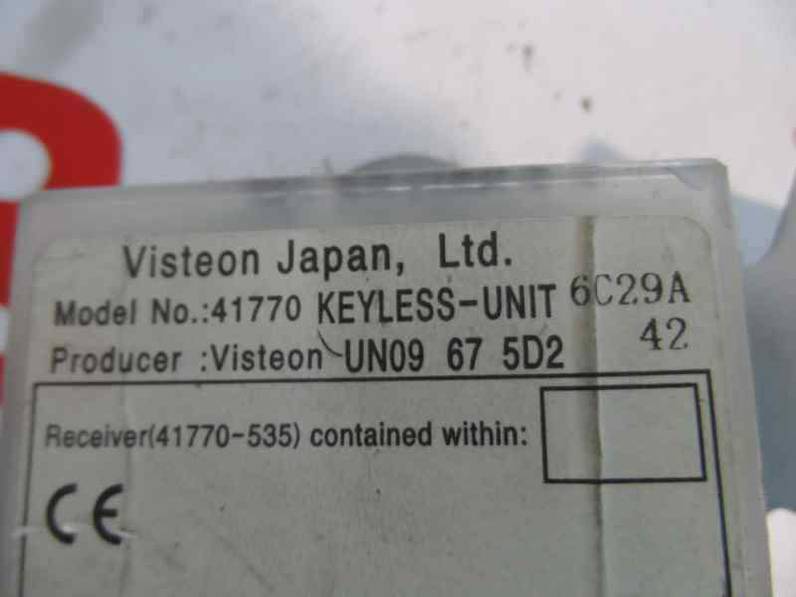 Visteon Japan, Ltd.
Model No.:41770 KEYLESS-UNIT 6C29A
Producer :Visteon UN09 67 5D2 42
Receiver(41770-535) contained within:
CE